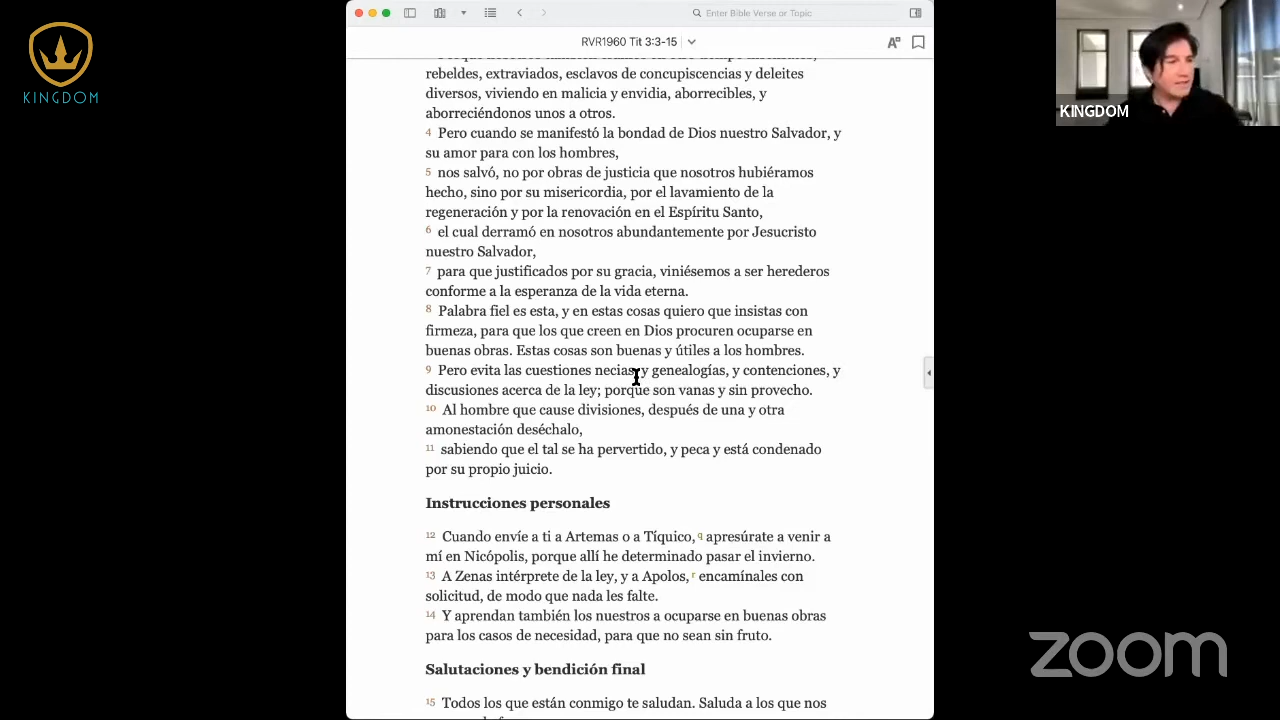 KINGDOM
Enter Bible Verse or Topic
RVR1960 Tit 3:3-15
rebeldes, extraviados, esclavos de concupiscencias y deleites
diversos, viviendo en malicia y envidia, aborrecibles, y
aborreciéndonos unos a otros.
4 Pero cuando se manifestó la bondad de Dios nuestro Salvador, y
su amor para con los hombres,
5 nos salvó, no por obras de justicia que nosotros hubiéramos
hecho, sino por su misericordia, por el lavamiento de la
regeneración y por la renovación en el Espíritu Santo,
6 el cual derramó en nosotros abundantemente por Jesucristo
nuestro Salvador,
7 para que justificados por su gracia, viniésemos a ser herederos
conforme a la esperanza de la vida eterna.
8 Palabra fiel es esta, y en estas cosas quiero que insistas con
firmeza, para que los que creen en Dios procuren ocuparse en
buenas obras. Estas cosas son buenas y útiles a los hombres.
9 Pero evita las cuestiones necias, y genealogías, y contenciones, y
discusiones acerca de la ley; porque son vanas y sin provecho.
10 Al hombre que cause divisiones, después de una y otra
amonestación deséchalo,
11 sabiendo que el tal se ha pervertido, y peca y está condenado
por su propio juicio.
Instrucciones personales
12 Cuando envíe a ti a Artemas o a Tíquico, q apresúrate a venir a
mí en Nicópolis, porque allí he determinado pasar el invierno.
13 A Zenas intérprete de la ley, y a Apolos, r encamínales con
solicitud, de modo que nada les falte.
14 Y aprendan también los nuestros a ocuparse en buenas obras
para los casos de necesidad, para que no sean sin fruto.
Salutaciones y bendición final
15 Todos los que están conmigo te saludan. Saluda a los que nos
KINGDOM
zoom